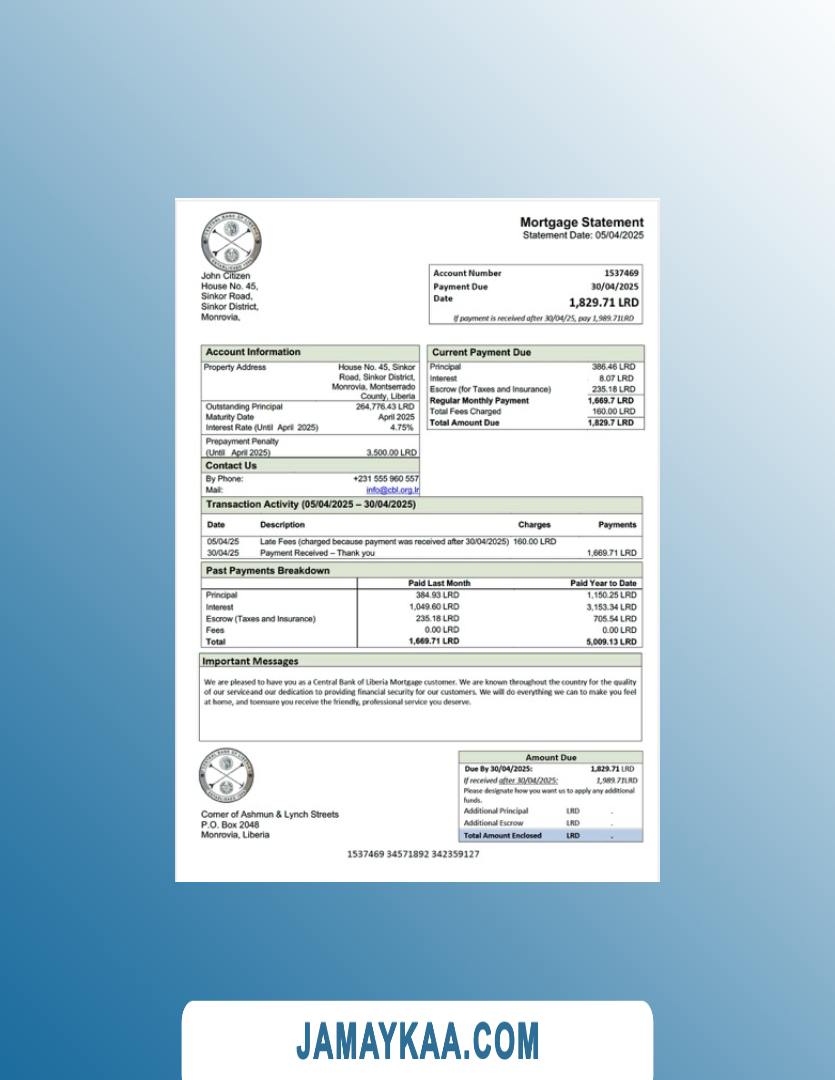 CENTRAL BANK OF LIBERIA
Mortgage Statement
Statement Date: 05/04/2025
John Citizen
House No. 45,
Sinkor Road,
Sinkor District,
Monrovia,
Account Number 1537469
Payment Due 30/04/2025
Date 1,829.71 LRD
If payment is received after 30/04/25, pay 1,989.71LRD
Account Information
Property Address House No. 45, Sinkor
Road, Sinkor District,
Monrovia, Montserrado
County, Liberia
Outstanding Principal 264,776.43 LRD
Maturity Date April 2025
Interest Rate (Until April 2025) 4.75%
Prepayment Penalty
(Until April 2025) 3,500.00 LRD
Contact Us
By Phone: +231 555 960 557
Mail: info@cbl.org.lr
Current Payment Due
Principal 386.46 LRD
Interest 8.07 LRD
Escrow (for Taxes and Insurance) 235.18 LRD
Regular Monthly Payment 1,669.7 LRD
Total Fees Charged 160.00 LRD
Total Amount Due 1,829.7 LRD
Transaction Activity (05/04/2025 – 30/04/2025)
Date Description Charges Payments
05/04/25 Late Fees (charged because payment was received after 30/04/2025) 160.00 LRD
30/04/25 Payment Received – Thank you 1,669.71 LRD
Past Payments Breakdown
Paid Last Month Paid Year to Date
Principal 384.93 LRD 1,150.25 LRD
Interest 1,049.60 LRD 3,153.34 LRD
Escrow (Taxes and Insurance) 235.18 LRD 705.54 LRD
Fees 0.00 LRD 0.00 LRD
Total 1,669.71 LRD 5,009.13 LRD
Important Messages
We are pleased to have you as a Central Bank of Liberia Mortgage customer. We are known throughout the country for the quality
of our serviceand our dedication to providing financial security for our customers. We will do everything we can to make you feel
at home, and toensure you receive the friendly, professional service you deserve.
Corner of Ashmun & Lynch Streets
P.O. Box 2048
Monrovia, Liberia
Amount Due
Due By 30/04/2025: 1,829.71 LRD
If received after 30/04/2025: 1,989.71LRD
Please designate how you want us to apply any additional
funds.
Additional Principal LRD .
Additional Escrow LRD .
Total Amount Enclosed LRD .
1537469 34571892 342359127
JAMAYKAA.COM